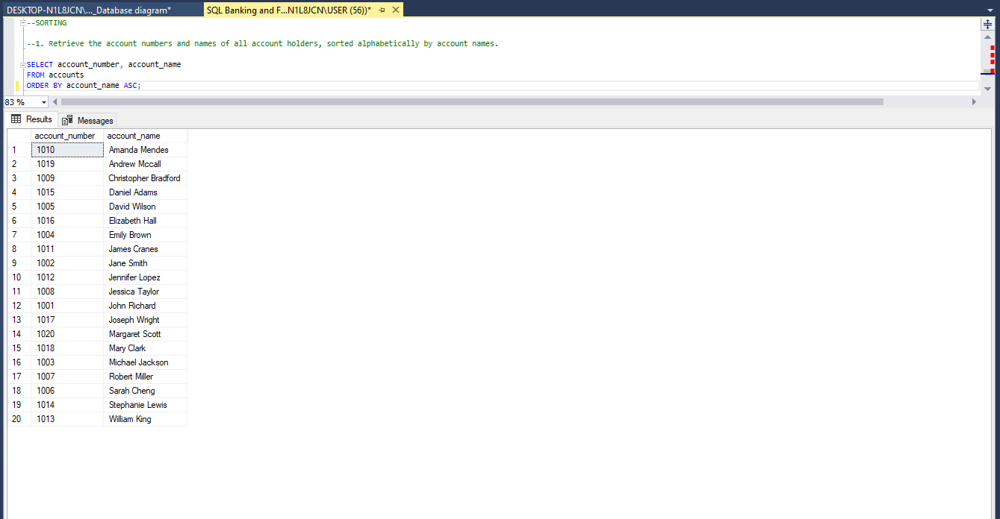 DESKTOP-N1L8JCN\..._Database diagram* SQL Banking and F...N1L8JCN\USER (56))*
--SORTING
--1. Retrieve the account numbers and names of all account holders, sorted alphabetically by account names.
SELECT account_number, account_name
FROM accounts
ORDER BY account_name ASC;
83 %
Results Messages
account_number account_name
1 1010 Amanda Mendes
2 1019 Andrew Mccall
3 1009 Christopher Bradford
4 1015 Daniel Adams
5 1005 David Wilson
6 1016 Elizabeth Hall
7 1004 Emily Brown
8 1011 James Cranes
9 1002 Jane Smith
10 1012 Jennifer Lopez
11 1008 Jessica Taylor
12 1001 John Richard
13 1017 Joseph Wright
14 1020 Margaret Scott
15 1018 Mary Clark
16 1003 Michael Jackson
17 1007 Robert Miller
18 1006 Sarah Cheng
19 1014 Stephanie Lewis
20 1013 William King